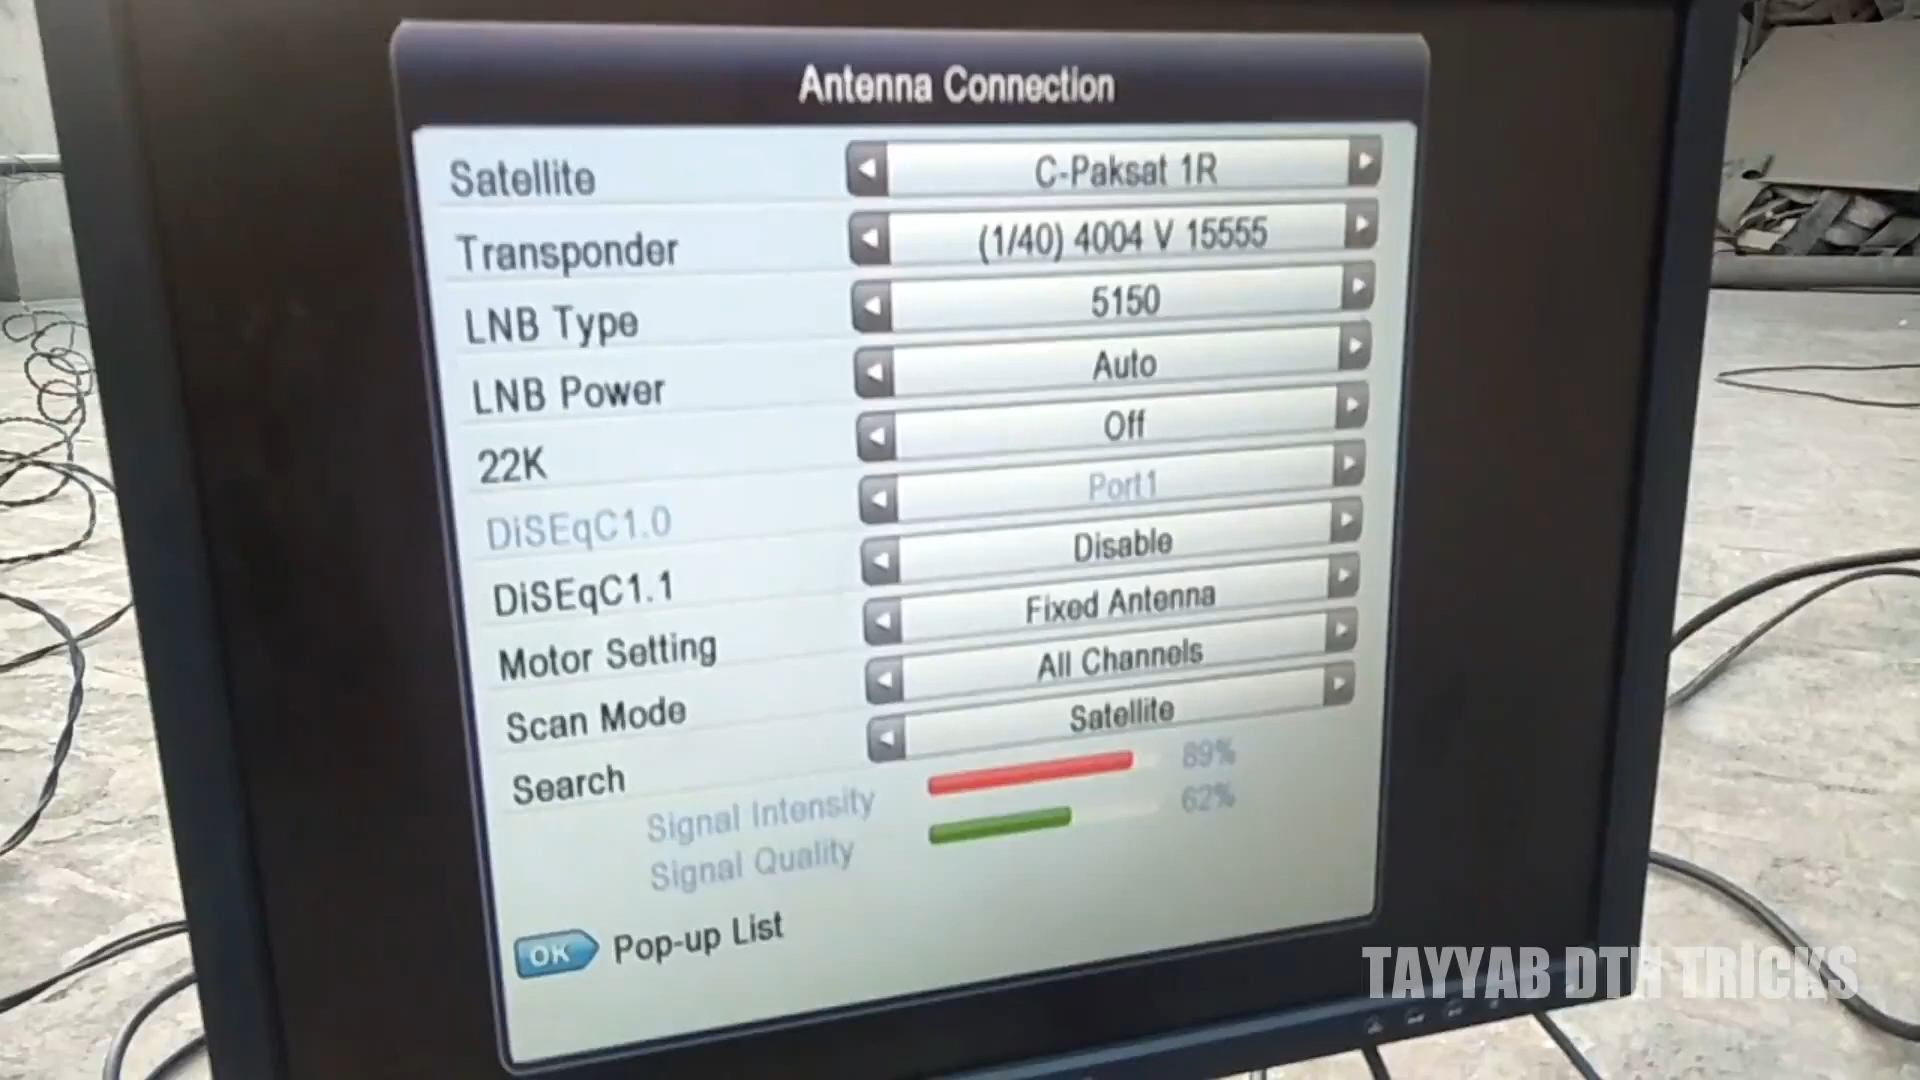 Antenna Connection
Satellite C-Paksat 1R
Transponder (1/40) 4004 V 15555
LNB Type 5150
LNB Power Auto
22K Off
DiSEqC1.0 Port1
DiSEqC1.1 Disable
Motor Setting Fixed Antenna
Scan Mode All Channels
Search Satellite
Signal Intensity 89%
Signal Quality 62%
OK Pop-up List
TAYYAB DTH TRICKS